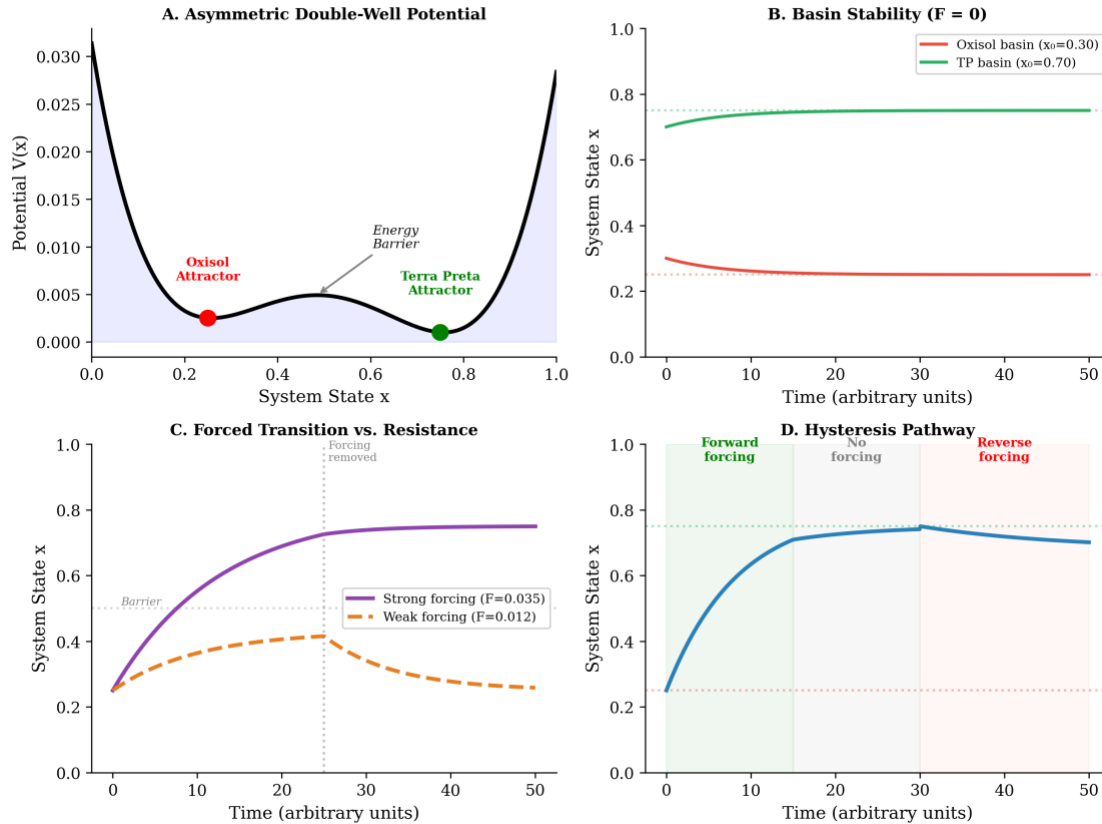 A. Asymmetric Double-Well Potential
Potential V(x)
0.030
0.025
0.020
0.015
0.010
0.005
0.000
Oxisol
Attractor
Energy
Barrier
Terra Preta
Attractor
0.0 0.2 0.4 0.6 0.8 1.0
System State x
B. Basin Stability (F = 0)
Oxisol basin (x₀=0.30)
TP basin (x₀=0.70)
System State x
1.0
0.8
0.6
0.4
0.2
0.0
0 10 20 30 40 50
Time (arbitrary units)
C. Forced Transition vs. Resistance
System State x
1.0
0.8
0.6
0.4
0.2
0.0
Forcing
removed
Barrier
Strong forcing (F=0.035)
Weak forcing (F=0.012)
0 10 20 30 40 50
Time (arbitrary units)
D. Hysteresis Pathway
System State x
1.0
0.8
0.6
0.4
0.2
0.0
Forward
forcing
No
forcing
Reverse
forcing
0 10 20 30 40 50
Time (arbitrary units)